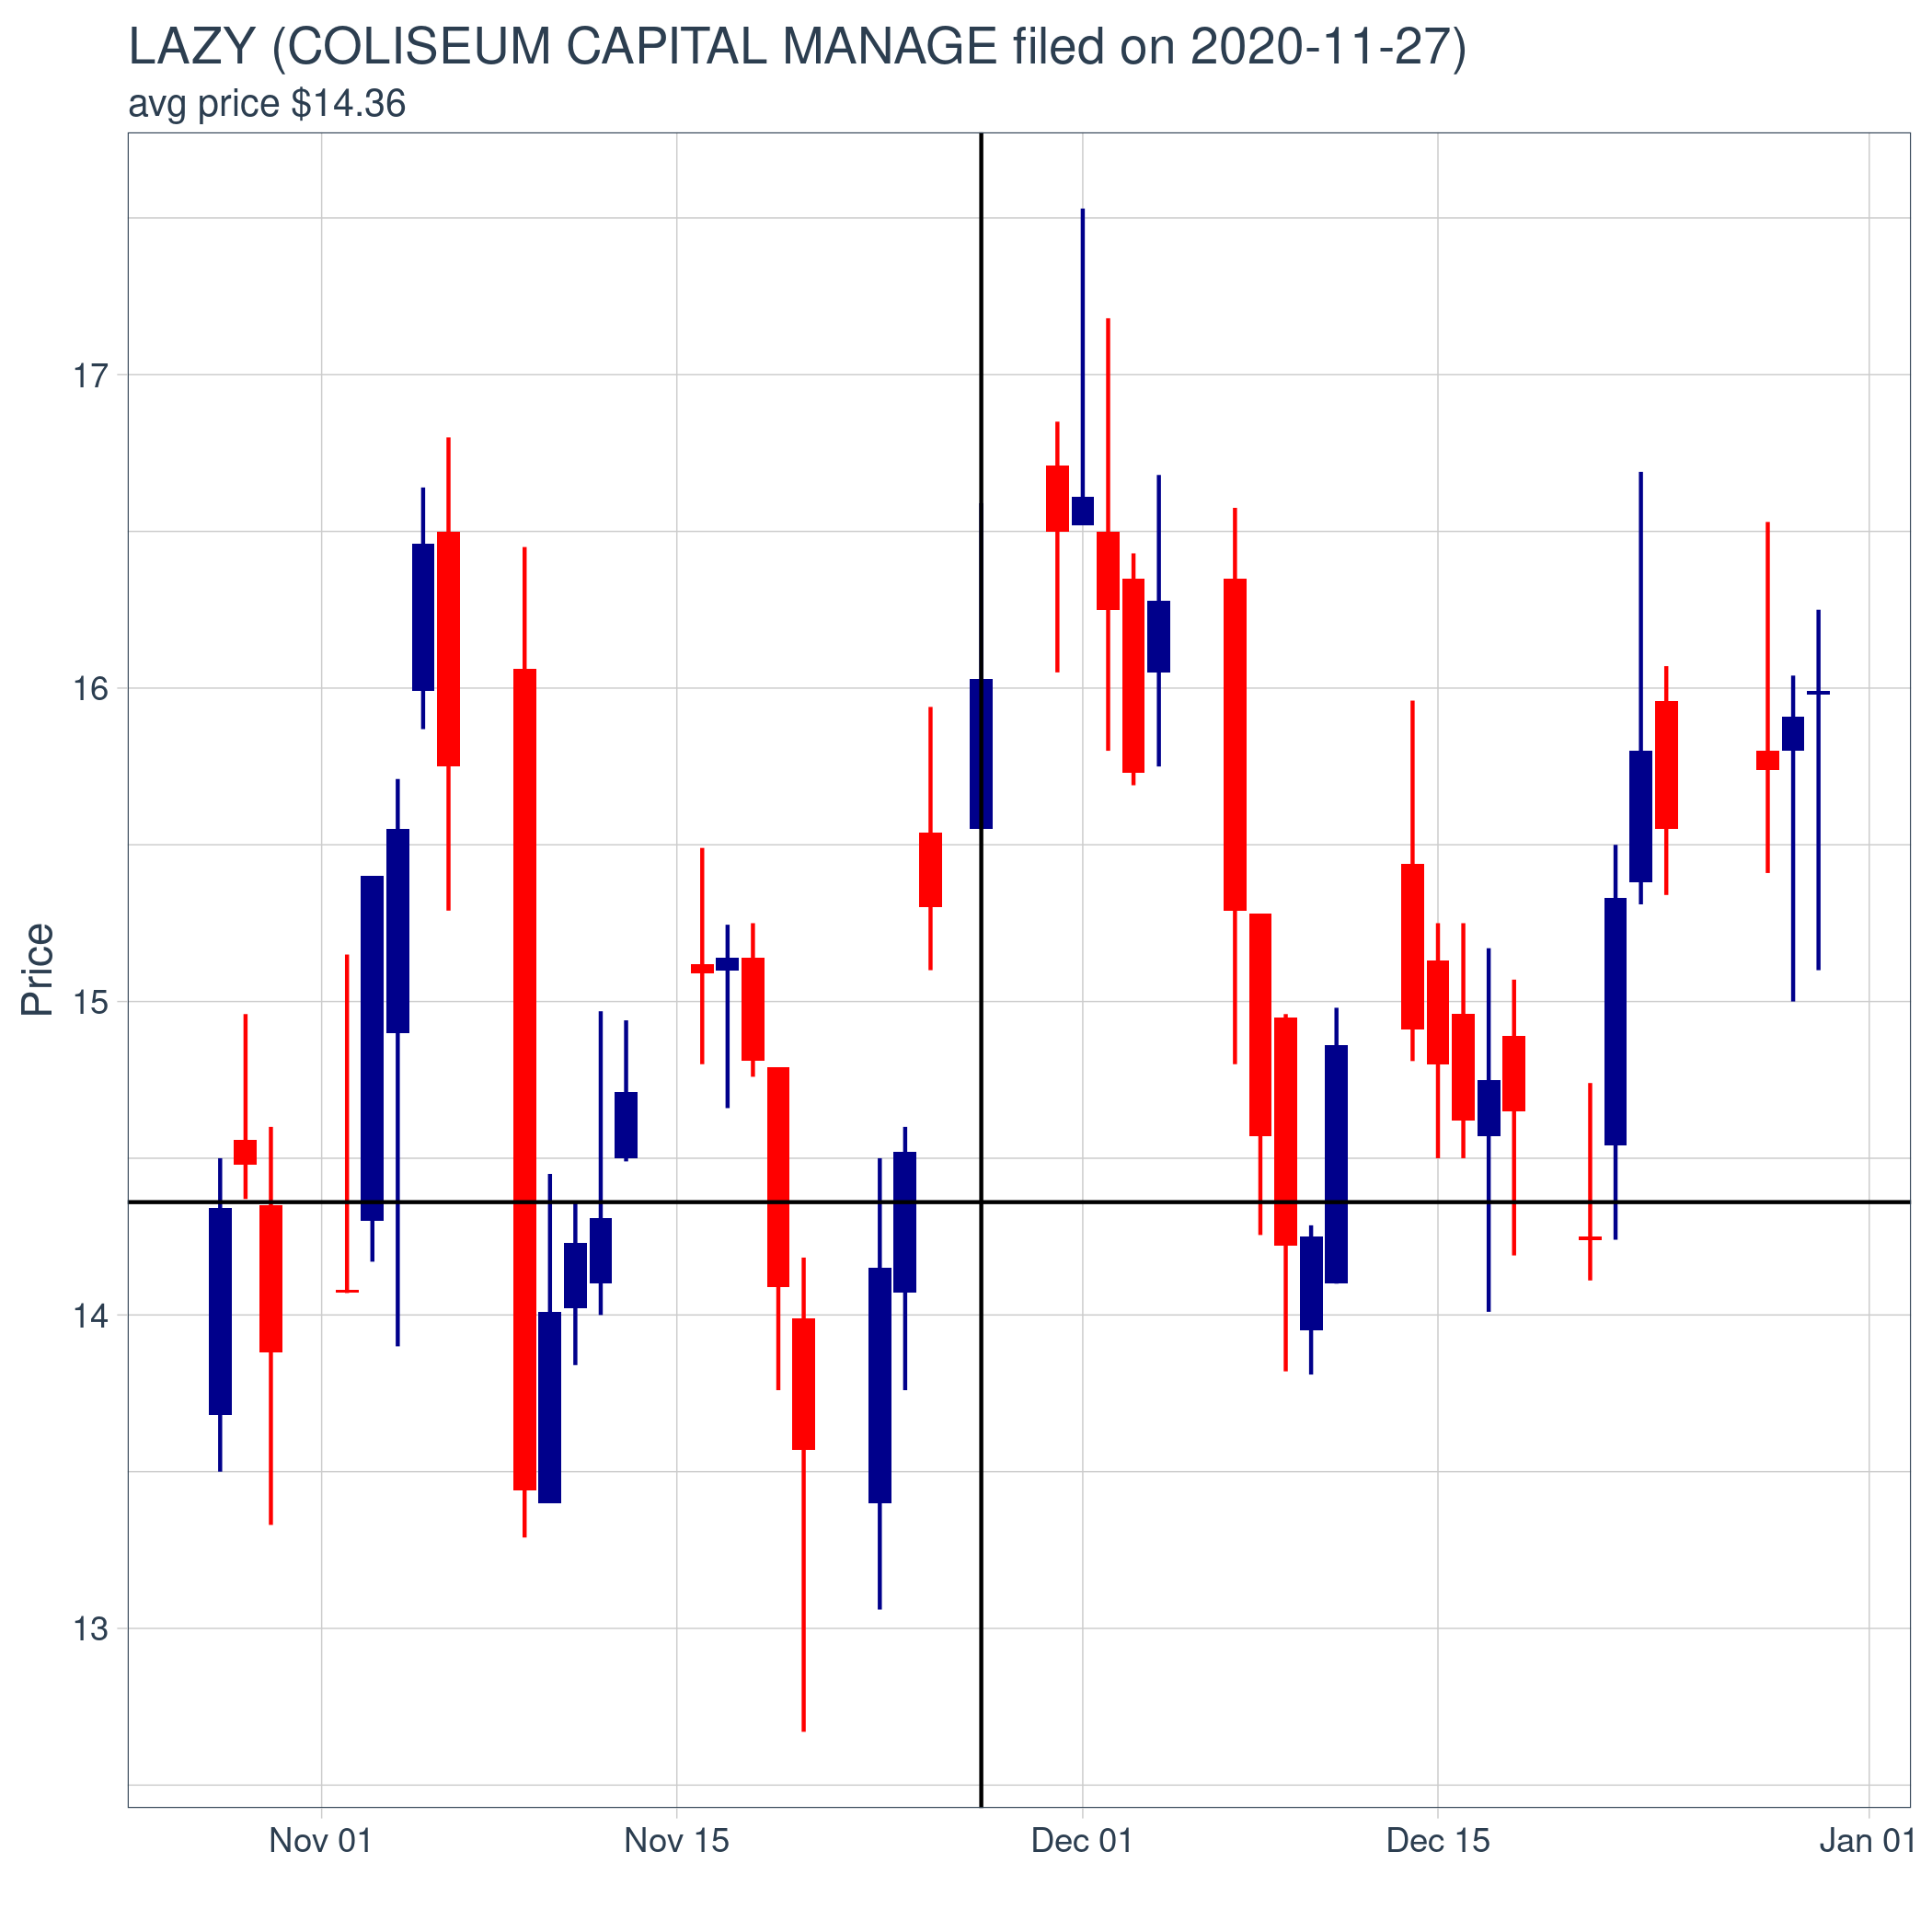 LAZY (COLISEUM CAPITAL MANAGE filed on 2020-11-27)
avg price $14.36
Price
17
16
15
14
13
Nov 01 Nov 15 Dec 01 Dec 15 Jan 01